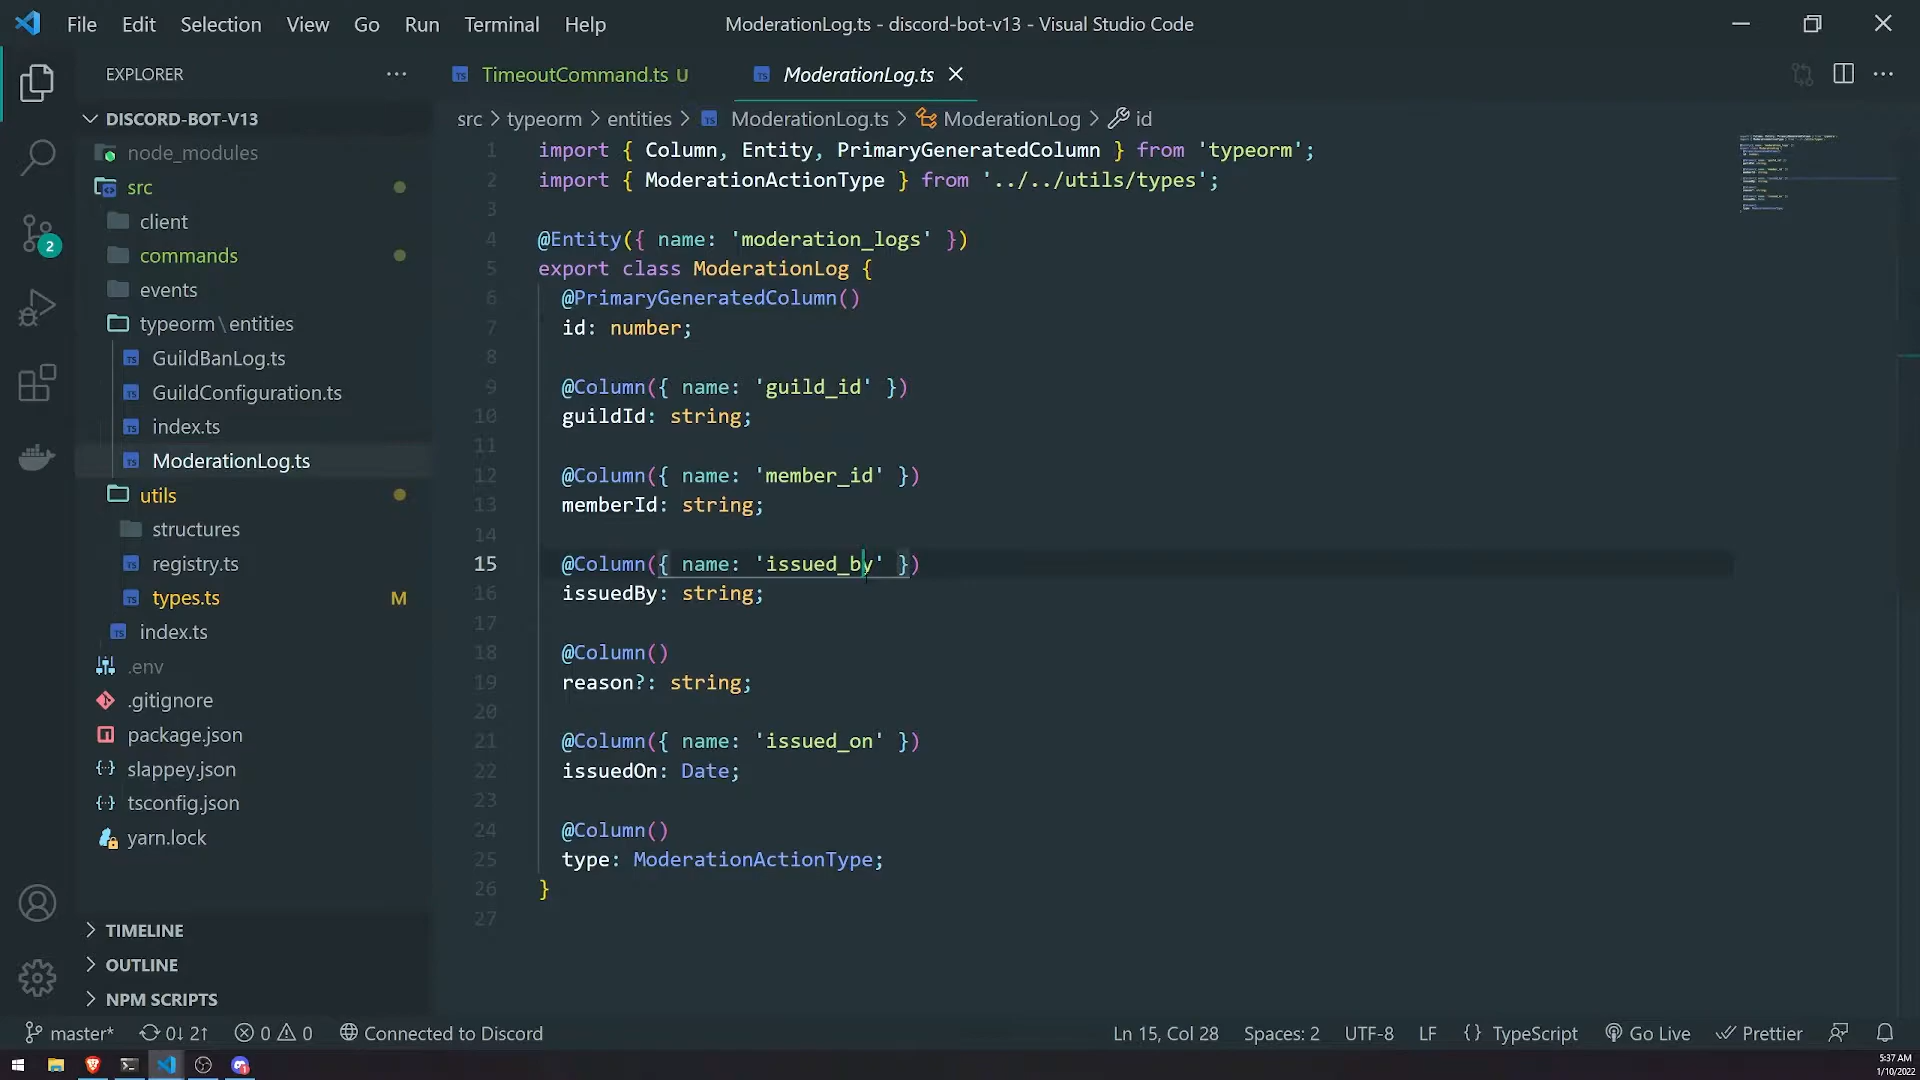 File Edit Selection View Go Run Terminal Help
ModerationLog.ts - discord-bot-v13 - Visual Studio Code
EXPLORER
DISCORD-BOT-V13
node_modules
src
client
commands
events
typeorm\entities
GuildBanLog.ts
GuildConfiguration.ts
index.ts
ModerationLog.ts
utils
structures
registry.ts
types.ts M
index.ts
.env
.gitignore
package.json
slappey.json
tsconfig.json
yarn.lock
TIMELINE
OUTLINE
NPM SCRIPTS
2
TimeoutCommand.ts U
ModerationLog.ts
src > typeorm > entities > ModerationLog.ts > ModerationLog > id
1 import { Column, Entity, PrimaryGeneratedColumn } from 'typeorm';
2 import { ModerationActionType } from '../../utils/types';
3
4 @Entity({ name: 'moderation_logs' })
5 export class ModerationLog {
6 @PrimaryGeneratedColumn()
7 id: number;
8
9 @Column({ name: 'guild_id' })
10 guildId: string;
11
12 @Column({ name: 'member_id' })
13 memberId: string;
14
15 @Column({ name: 'issued_by' })
16 issuedBy: string;
17
18 @Column()
19 reason?: string;
20
21 @Column({ name: 'issued_on' })
22 issuedOn: Date;
23
24 @Column()
25 type: ModerationActionType;
26 }
27
master* 0↓ 2↑ 0 0 Connected to Discord
Ln 15, Col 28 Spaces: 2 UTF-8 LF {} TypeScript Go Live Prettier
5:37 AM
1/10/2022